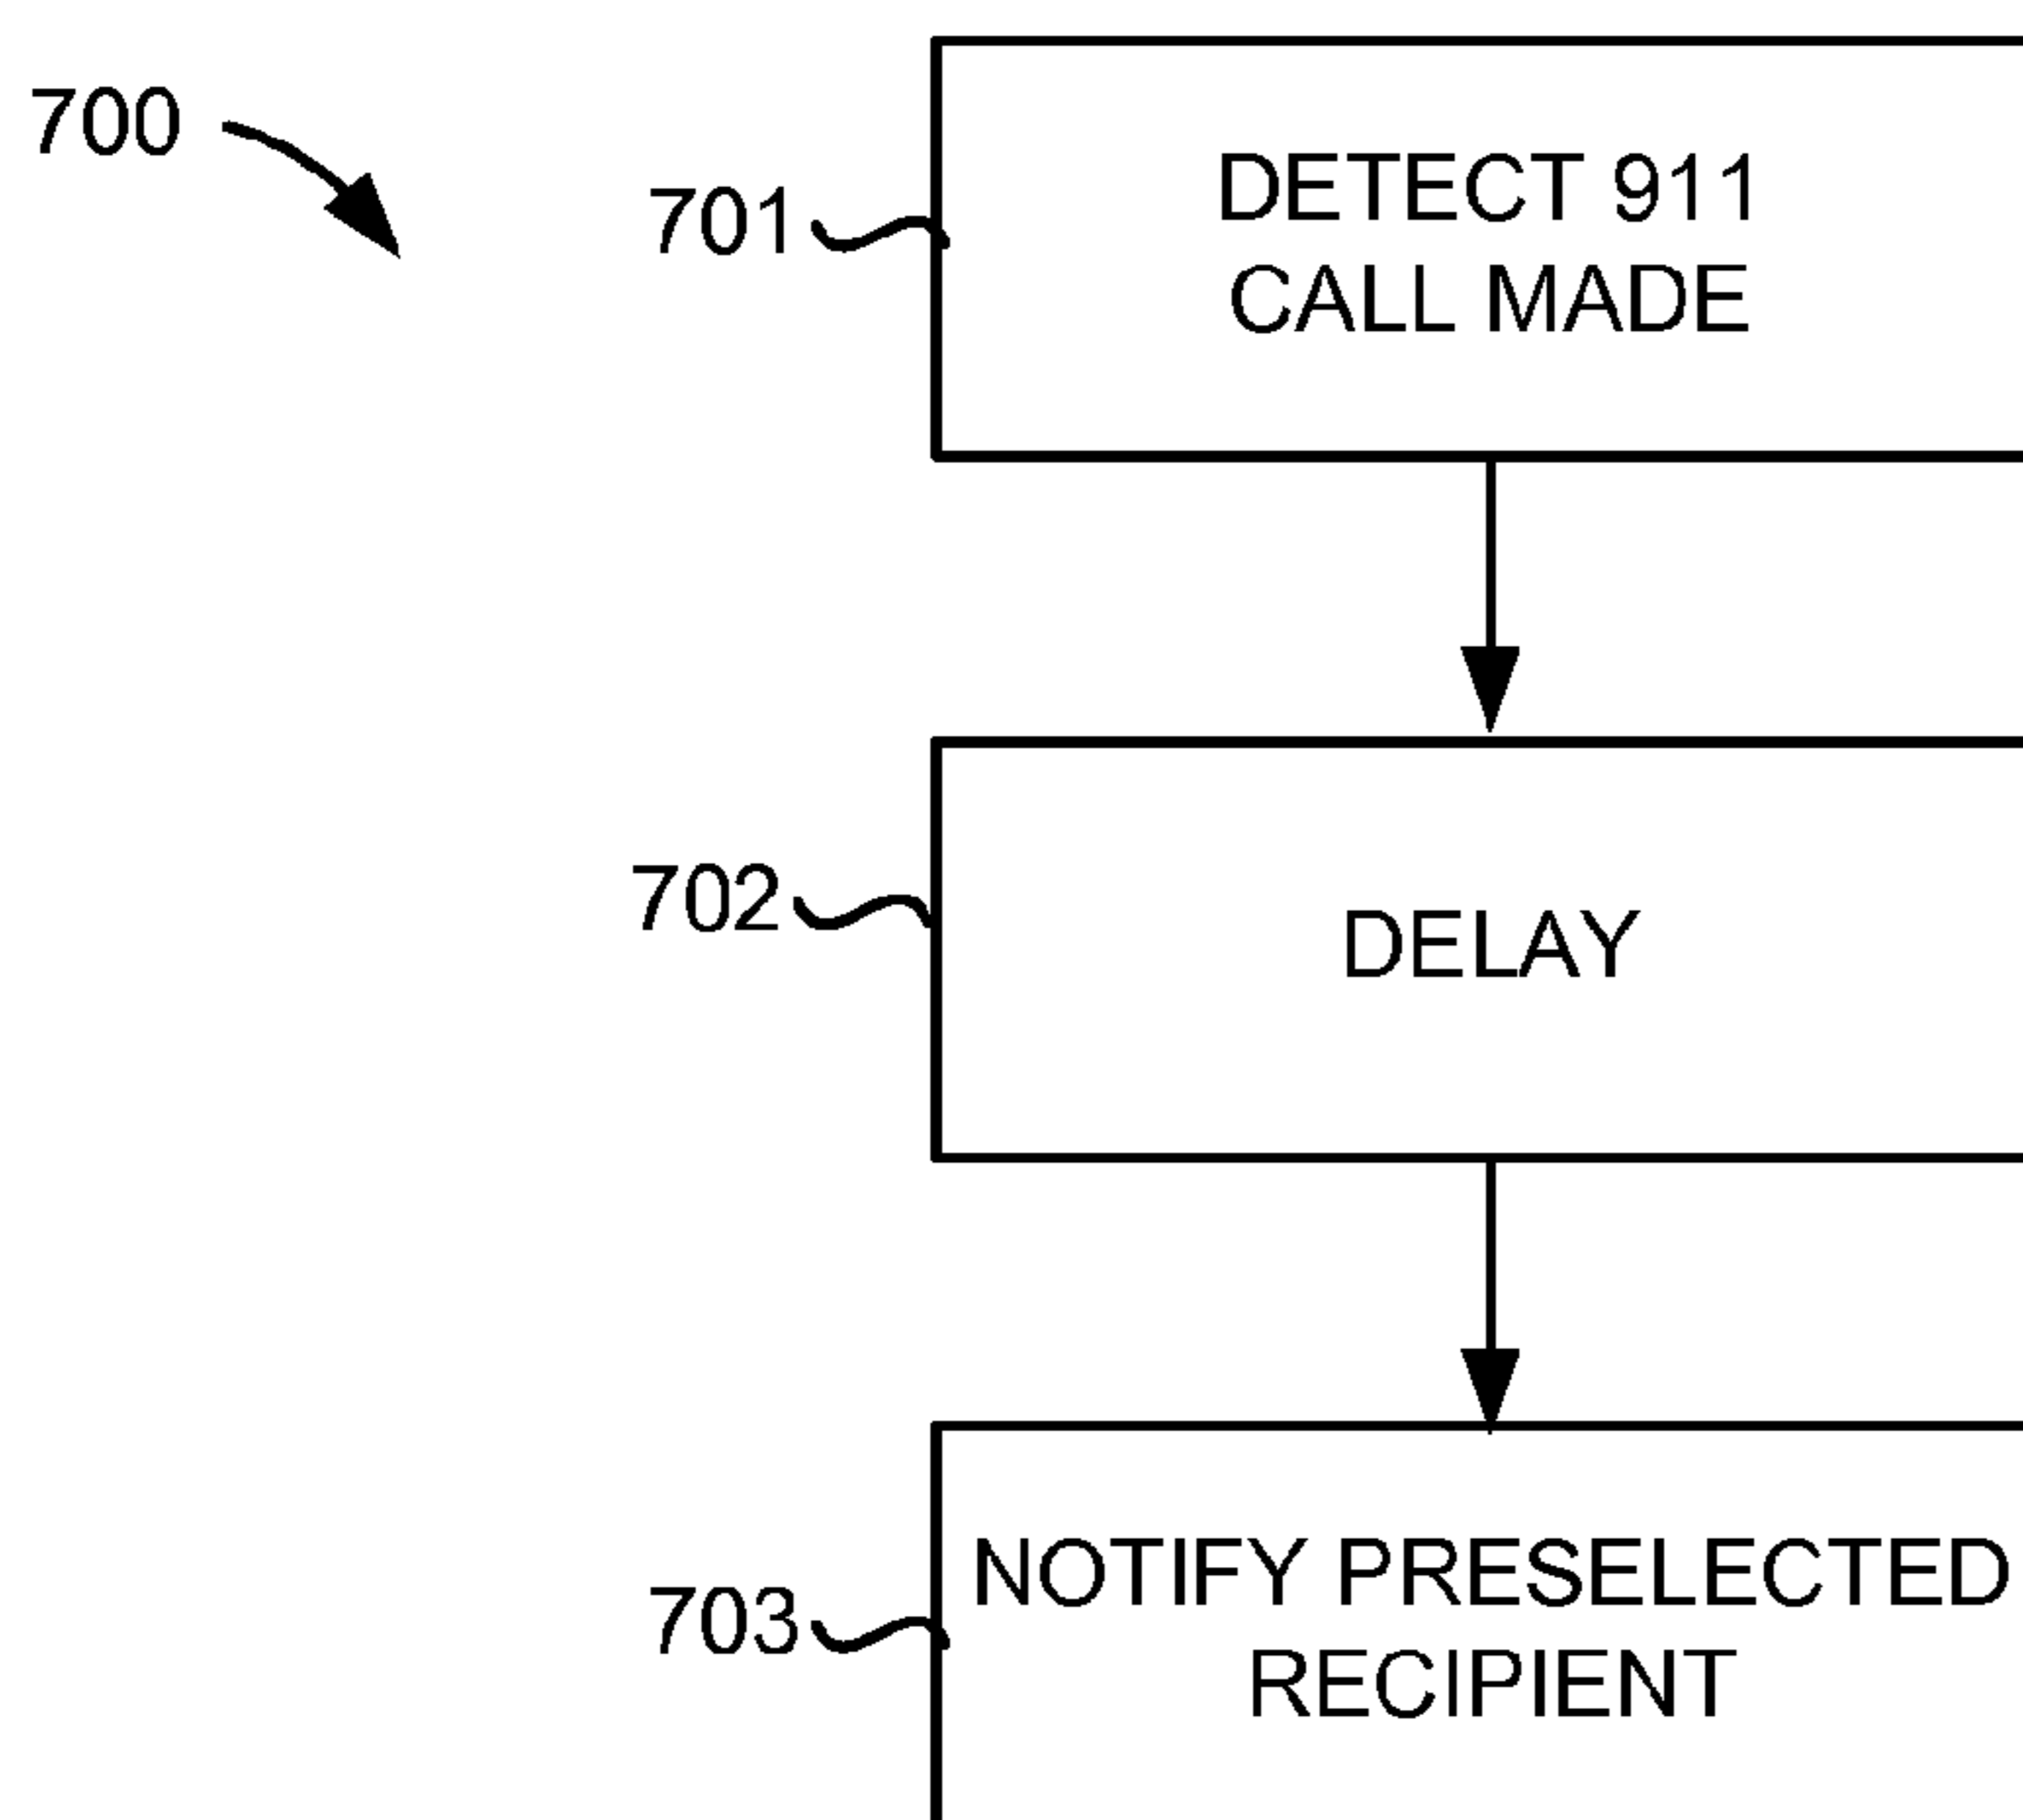 700
701
DETECT 911
CALL MADE
702
DELAY
703
NOTIFY PRESELECTED
RECIPIENT